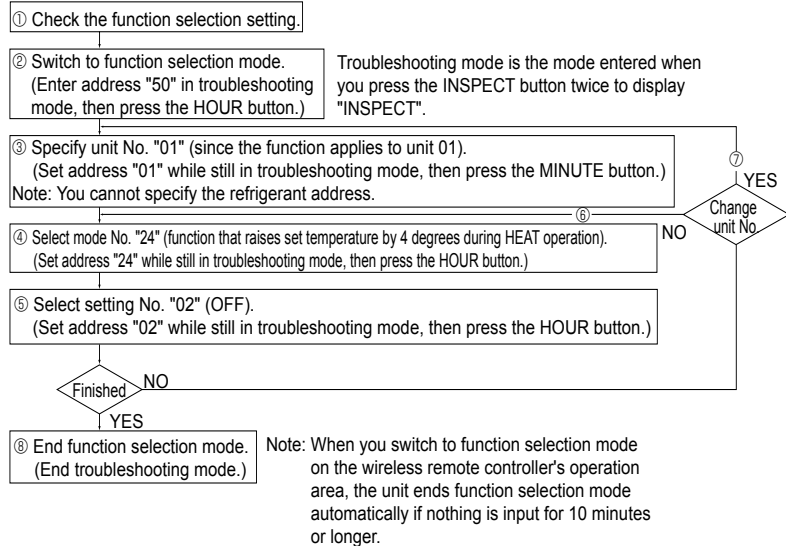 ① Check the function selection setting.
② Switch to function selection mode.
(Enter address "50" in troubleshooting
mode, then press the HOUR button.)
Troubleshooting mode is the mode entered when
you press the INSPECT button twice to display
"INSPECT".
③ Specify unit No. "01" (since the function applies to unit 01).
(Set address "01" while still in troubleshooting mode, then press the MINUTE button.)
Note: You cannot specify the refrigerant address.
⑦
YES
Change
unit No.
⑥
NO
④ Select mode No. "24" (function that raises set temperature by 4 degrees during HEAT operation).
(Set address "24" while still in troubleshooting mode, then press the HOUR button.)
⑤ Select setting No. "02" (OFF).
(Set address "02" while still in troubleshooting mode, then press the HOUR button.)
Finished
NO
YES
⑧ End function selection mode.
(End troubleshooting mode.)
Note: When you switch to function selection mode
on the wireless remote controller's operation
area, the unit ends function selection mode
automatically if nothing is input for 10 minutes
or longer.